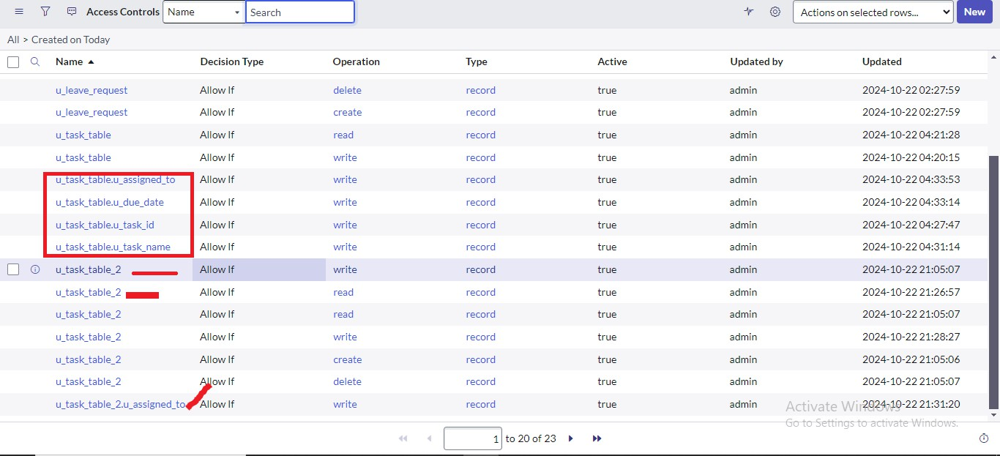 Access Controls Name Search Actions on selected rows... New
All > Created on Today
Name Decision Type Operation Type Active Updated by Updated
u_leave_request Allow If delete record true admin 2024-10-22 02:27:59
u_leave_request Allow If create record true admin 2024-10-22 02:27:59
u_task_table Allow If read record true admin 2024-10-22 04:21:28
u_task_table Allow If write record true admin 2024-10-22 04:20:15
u_task_table.u_assigned_to Allow If write record true admin 2024-10-22 04:33:53
u_task_table.u_due_date Allow If write record true admin 2024-10-22 04:33:14
u_task_table.u_task_id Allow If write record true admin 2024-10-22 04:27:47
u_task_table.u_task_name Allow If write record true admin 2024-10-22 04:31:14
u_task_table_2 Allow If write record true admin 2024-10-22 21:05:07
u_task_table_2 Allow If read record true admin 2024-10-22 21:26:57
u_task_table_2 Allow If read record true admin 2024-10-22 21:05:07
u_task_table_2 Allow If write record true admin 2024-10-22 21:28:27
u_task_table_2 Allow If create record true admin 2024-10-22 21:05:06
u_task_table_2 Allow If delete record true admin 2024-10-22 21:05:07
u_task_table_2.u_assigned_to Allow If write record true admin 2024-10-22 21:31:20
Activate Windows
Go to Settings to activate Windows.
1 to 20 of 23